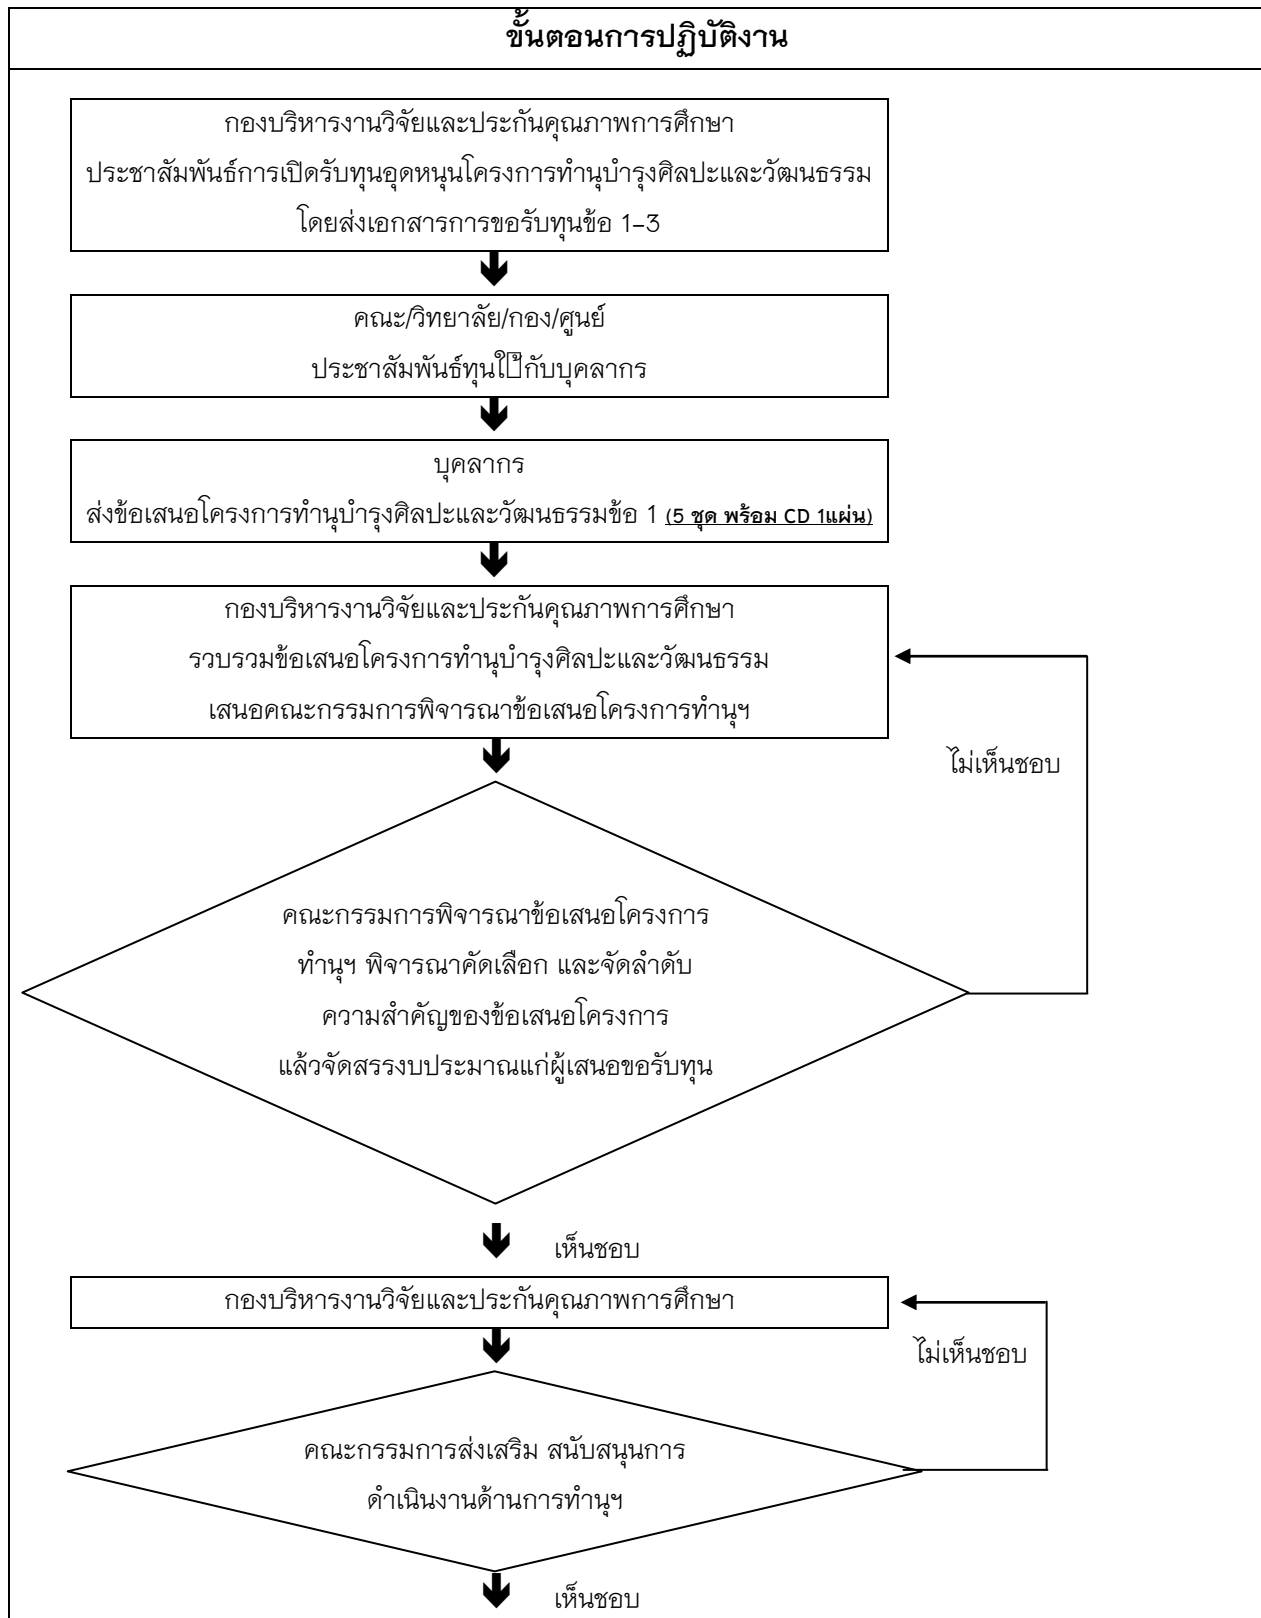 ขั้นตอนการปฏิบัติงาน
กองบริหารงานวิจัยและประกันคุณภาพการศึกษา
ประชาสัมพันธ์การเปิดรับทุนอุดหนุนโครงการทำนุบำรุงศิลปะและวัฒนธรรม
โดยส่งเอกสารการขอรับทุนข้อ 1-3
คณะ/วิทยาลัย/กอง/ศูนย์
ประชาสัมพันธ์ทุนกับบุคลากร
บุคลากร
ส่งข้อเสนอโครงการทำนุบำรุงศิลปะและวัฒนธรรมข้อ 1 (5 ชุด พร้อม CD 1แผ่น)
กองบริหารงานวิจัยและประกันคุณภาพการศึกษา
รวบรวมข้อเสนอโครงการทำนุบำรุงศิลปะและวัฒนธรรม
เสนอคณะกรรมการพิจารณาข้อเสนอโครงการทำนุฯ
ไม่เห็นชอบ
คณะกรรมการพิจารณาข้อเสนอโครงการ
ทำนุฯ พิจารณาคัดเลือก และจัดลำดับ
ความสำคัญของข้อเสนอโครงการ
แล้วจัดสรรงบประมาณแก่ผู้เสนอขอรับทุน
เห็นชอบ
กองบริหารงานวิจัยและประกันคุณภาพการศึกษา
ไม่เห็นชอบ
คณะกรรมการส่งเสริม สนับสนุนการ
ดำเนินงานด้านการทำนุฯ
เห็นชอบ